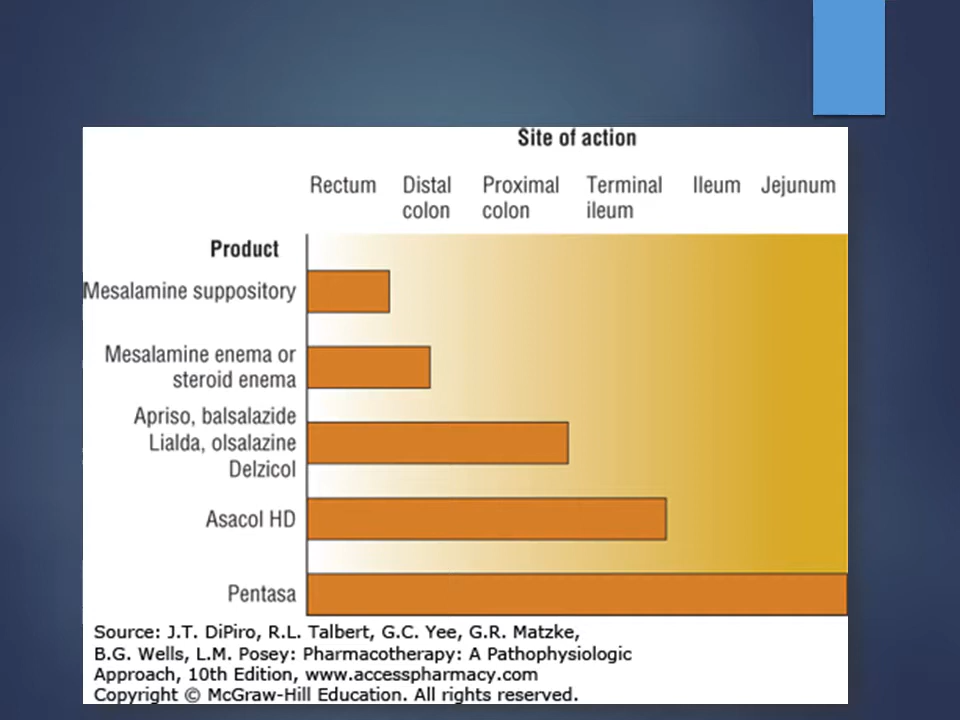 Site of action
Rectum Distal colon Proximal colon Terminal ileum Ileum Jejunum
Product
Mesalamine suppository
Mesalamine enema or
steroid enema
Apriso, balsalazide
Lialda, olsalazine
Delzicol
Asacol HD
Pentasa
Source: J.T. DiPiro, R.L. Talbert, G.C. Yee, G.R. Matzke,
B.G. Wells, L.M. Posey: Pharmacotherapy: A Pathophysiologic
Approach, 10th Edition, www.accesspharmacy.com
Copyright © McGraw-Hill Education. All rights reserved.